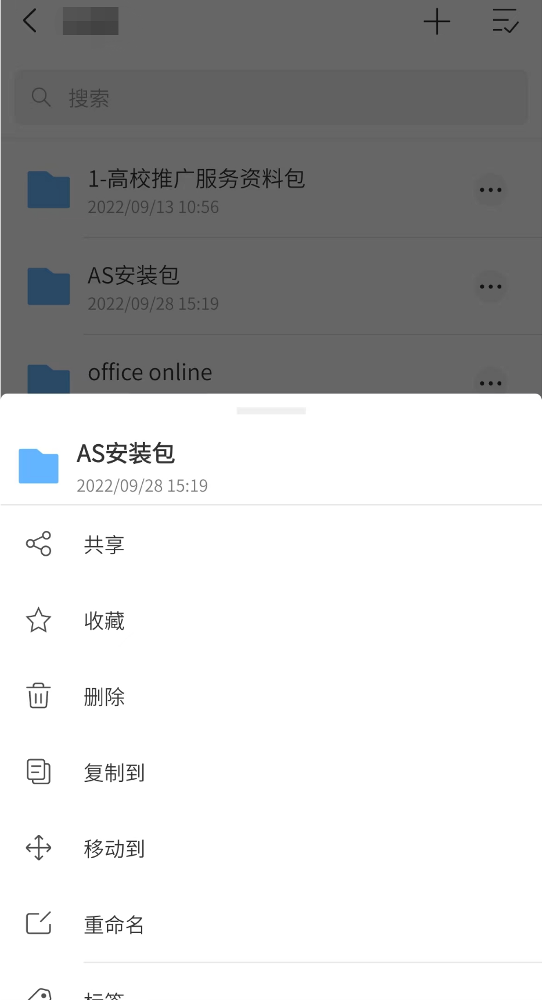 搜索
1-高校推广服务资料包
2022/09/13 10:56
AS安装包
2022/09/28 15:19
office online
AS安装包
2022/09/28 15:19
共享
收藏
删除
复制到
移动到
重命名
标签